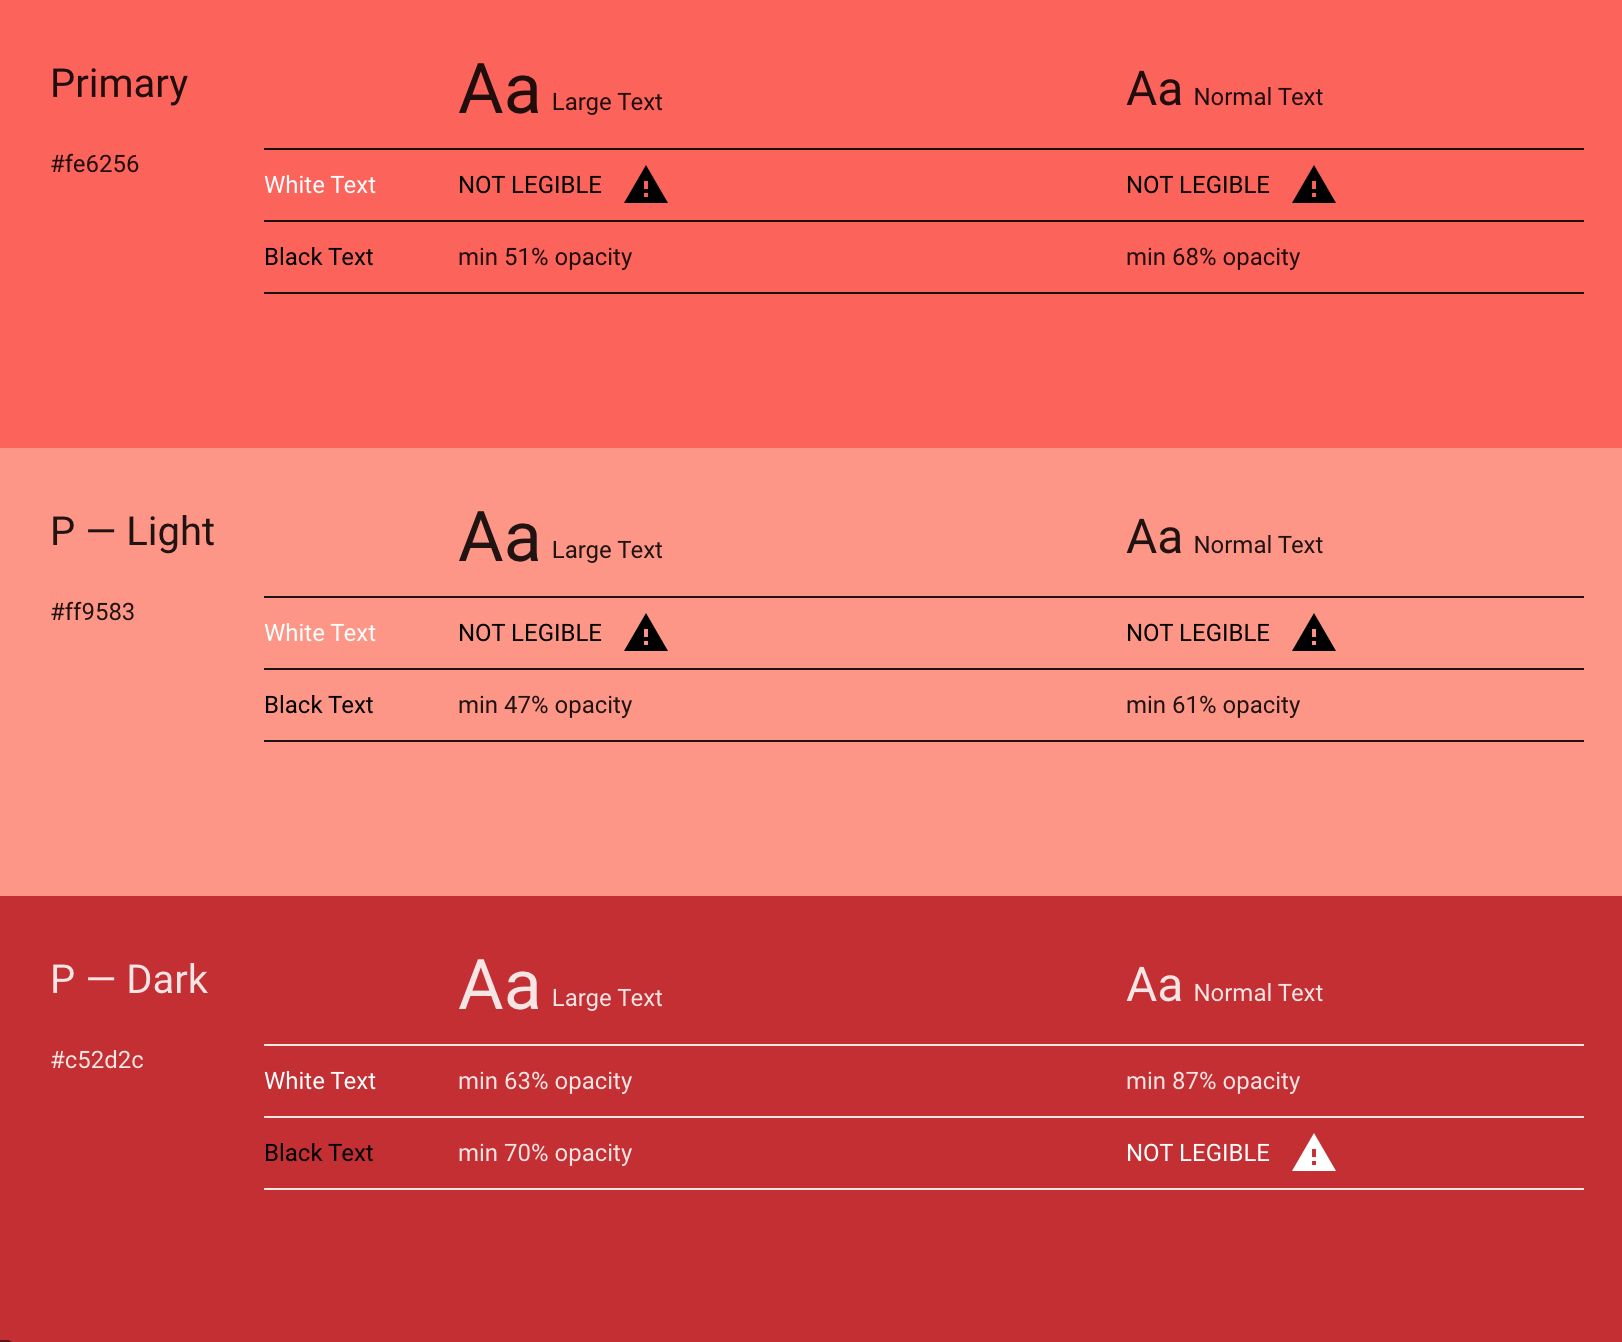 Primary
Aa Large Text
Aa Normal Text
#fe6256
White Text NOT LEGIBLE NOT LEGIBLE
Black Text min 51% opacity min 68% opacity
P — Light
Aa Large Text
Aa Normal Text
#ff9583
White Text NOT LEGIBLE NOT LEGIBLE
Black Text min 47% opacity min 61% opacity
P — Dark
Aa Large Text
Aa Normal Text
#c52d2c
White Text min 63% opacity min 87% opacity
Black Text min 70% opacity NOT LEGIBLE